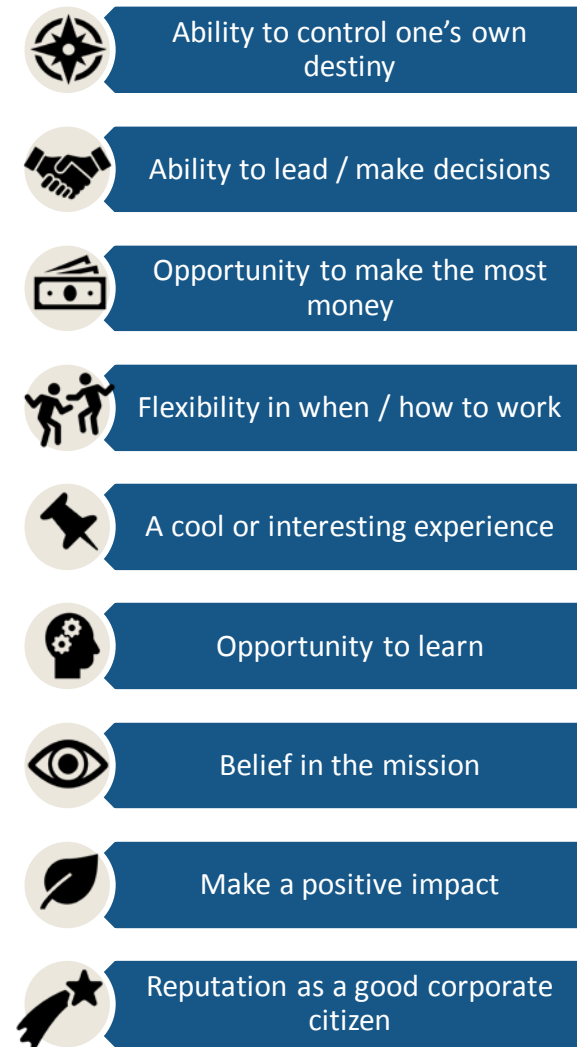 Ability to control one’s own
destiny
Ability to lead / make decisions
Opportunity to make the most
money
Flexibility in when / how to work
A cool or interesting experience
Opportunity to learn
Belief in the mission
Make a positive impact
Reputation as a good corporate
citizen